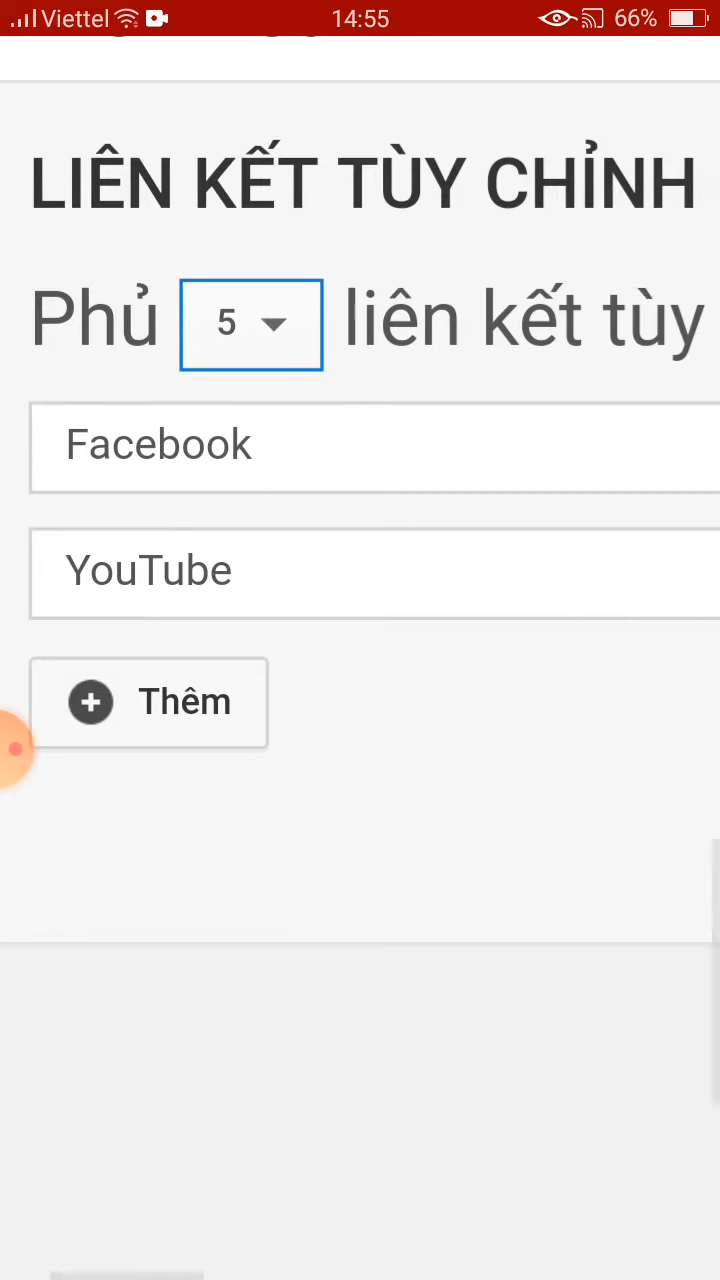 Viettel 14:55 66%
LIÊN KẾT TÙY CHỈNH
Phủ 5 liên kết tùy
Facebook
YouTube
Thêm